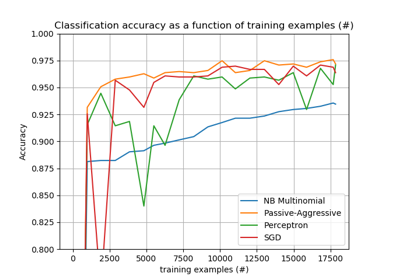 Classification accuracy as a function of training examples (#)
1.000
0.975
0.950
0.925
0.900
0.875
0.850
0.825
0.800
Accuracy
NB Multinomial
Passive-Aggressive
Perceptron
SGD
0 2500 5000 7500 10000 12500 15000 17500
training examples (#)